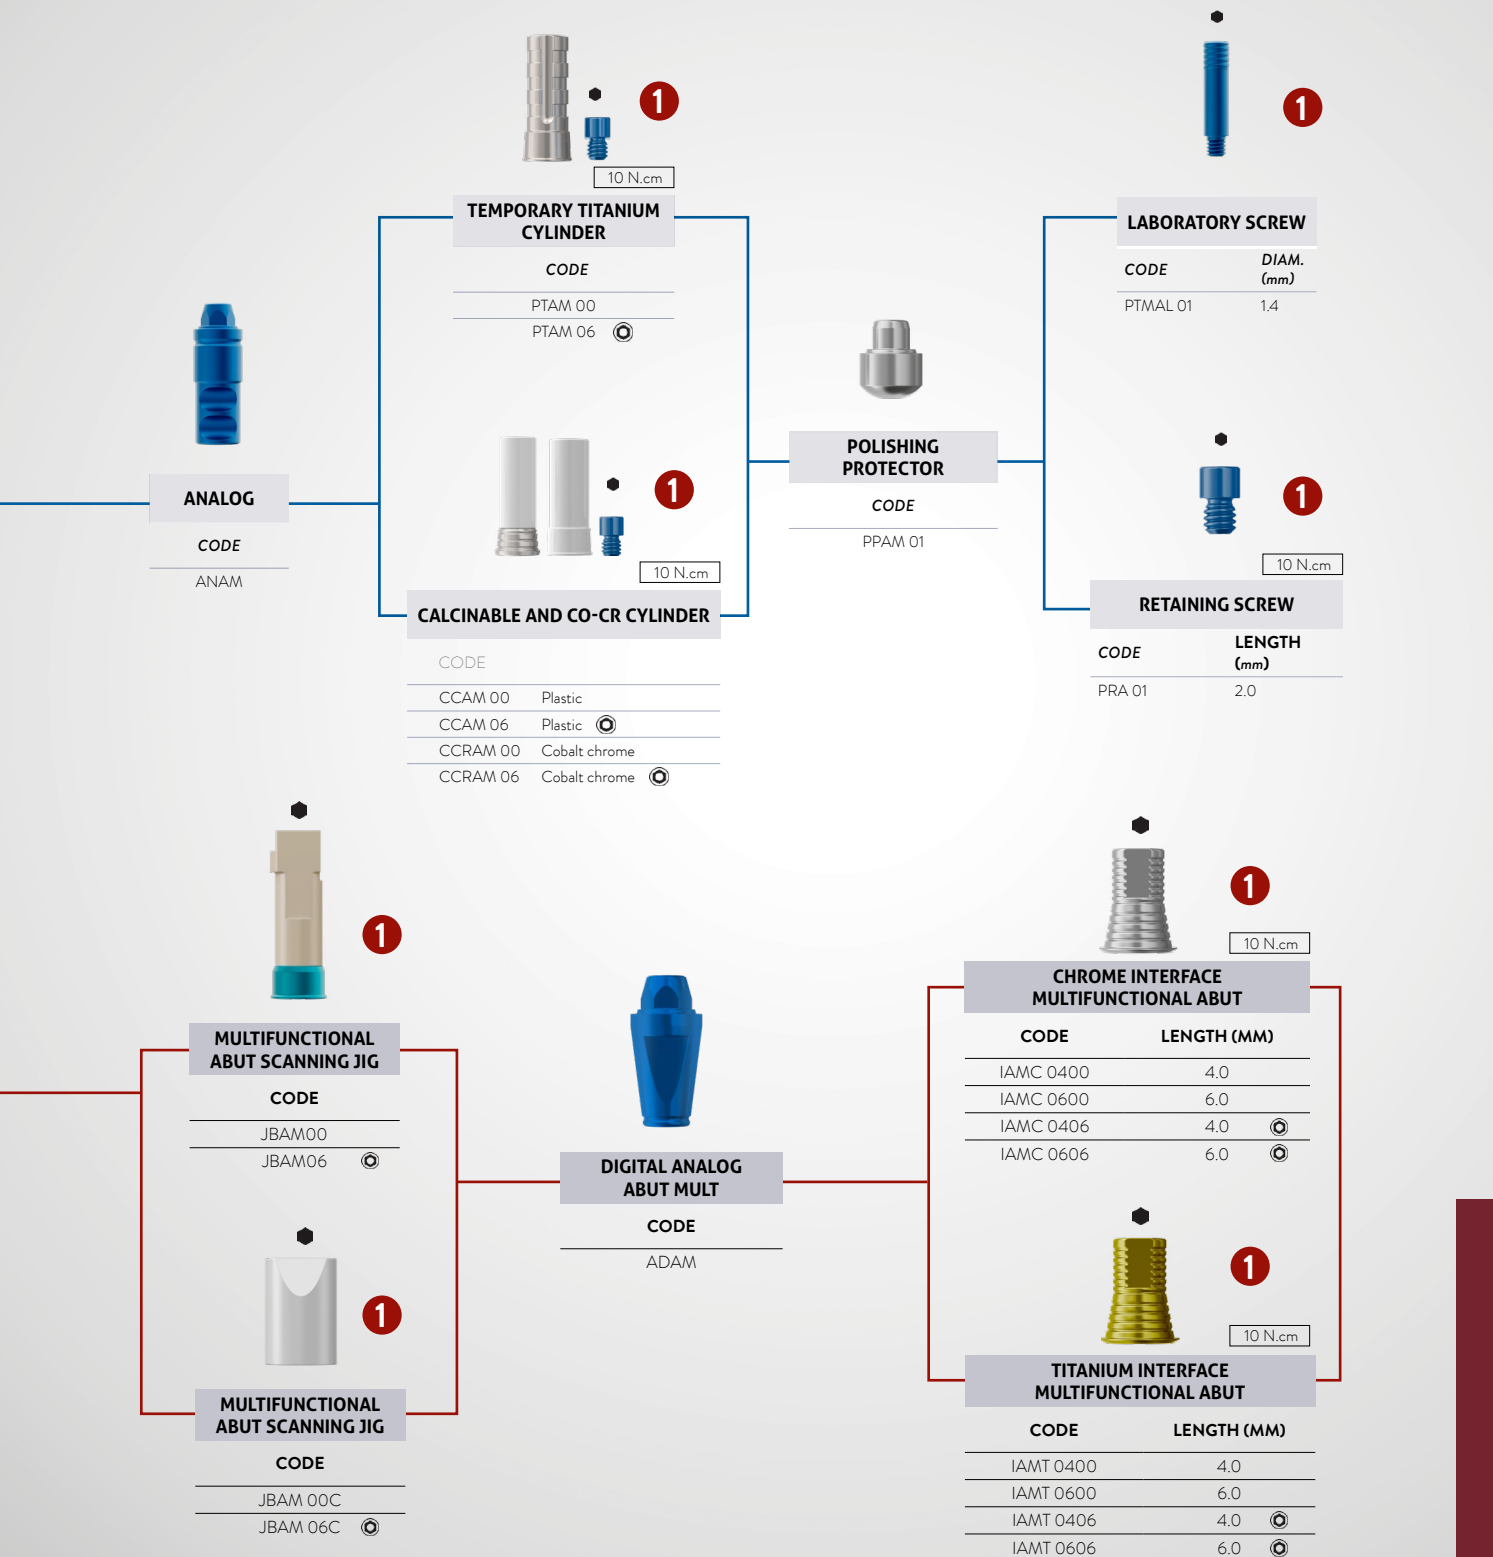 1
10 N.cm
TEMPORARY TITANIUM
CYLINDER
CODE
PTAM 00
PTAM 06
1
LABORATORY SCREW
CODE DIAM.
(mm)
PTMAL 01 1.4
ANALOG
CODE
ANAM
1
10 N.cm
CALCINABLE AND CO-CR CYLINDER
CODE
CCAM 00 Plastic
CCAM 06 Plastic
CCRAM 00 Cobalt chrome
CCRAM 06 Cobalt chrome
POLISHING
PROTECTOR
CODE
PPAM 01
1
10 N.cm
RETAINING SCREW
CODE LENGTH
(mm)
PRA 01 2.0
1
MULTIFUNCTIONAL
ABUT SCANNING JIG
CODE
JBAM00
JBAM06
1
MULTIFUNCTIONAL
ABUT SCANNING JIG
CODE
JBAM 00C
JBAM 06C
DIGITAL ANALOG
ABUT MULT
CODE
ADAM
1
10 N.cm
CHROME INTERFACE
MULTIFUNCTIONAL ABUT
CODE LENGTH (MM)
IAMC 0400 4.0
IAMC 0600 6.0
IAMC 0406 4.0
IAMC 0606 6.0
1
10 N.cm
TITANIUM INTERFACE
MULTIFUNCTIONAL ABUT
CODE LENGTH (MM)
IAMT 0400 4.0
IAMT 0600 6.0
IAMT 0406 4.0
IAMT 0606 6.0